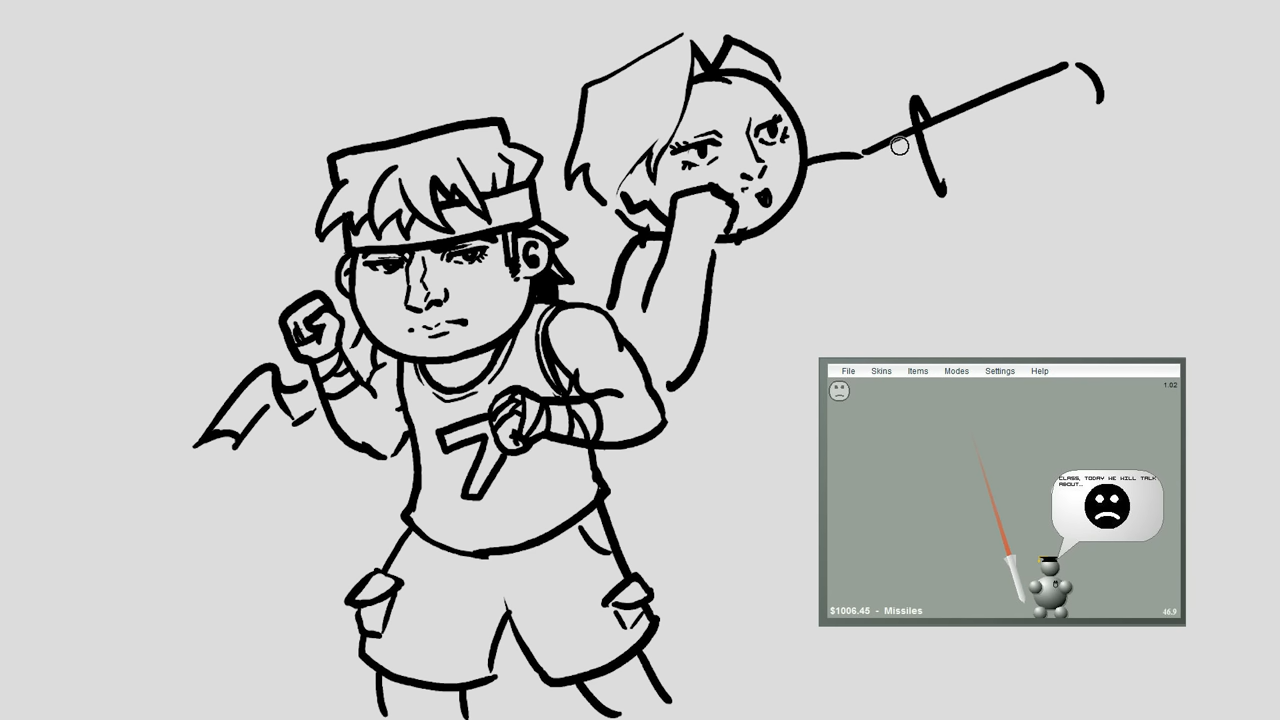 7
File Skins Items Modes Settings Help
1.02
CLASS, TODAY WE WILL TALK
ABOUT...
$1006.45 - Missiles
46.9